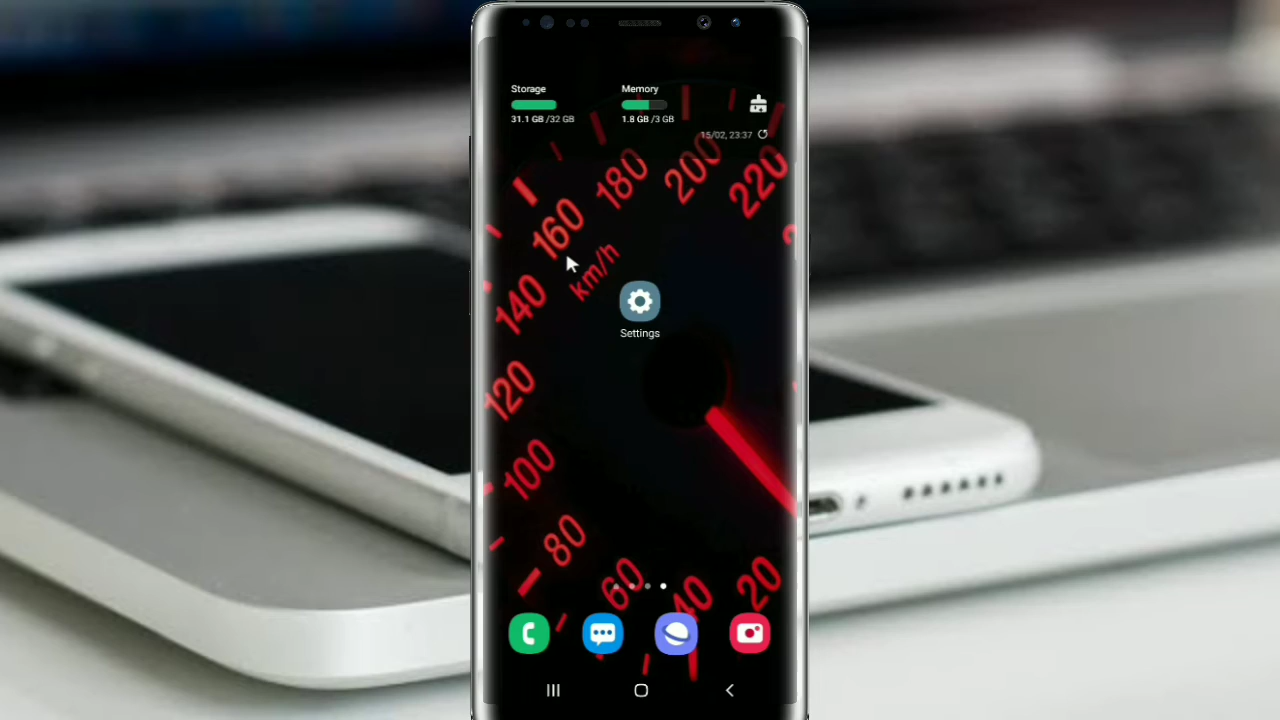 Storage
Memory
31.1 GB /32 GB
1.8 GB /3 GB
15/02, 23:37
200
180
220
160
km/h
140
Settings
120
100
80
60
40
20